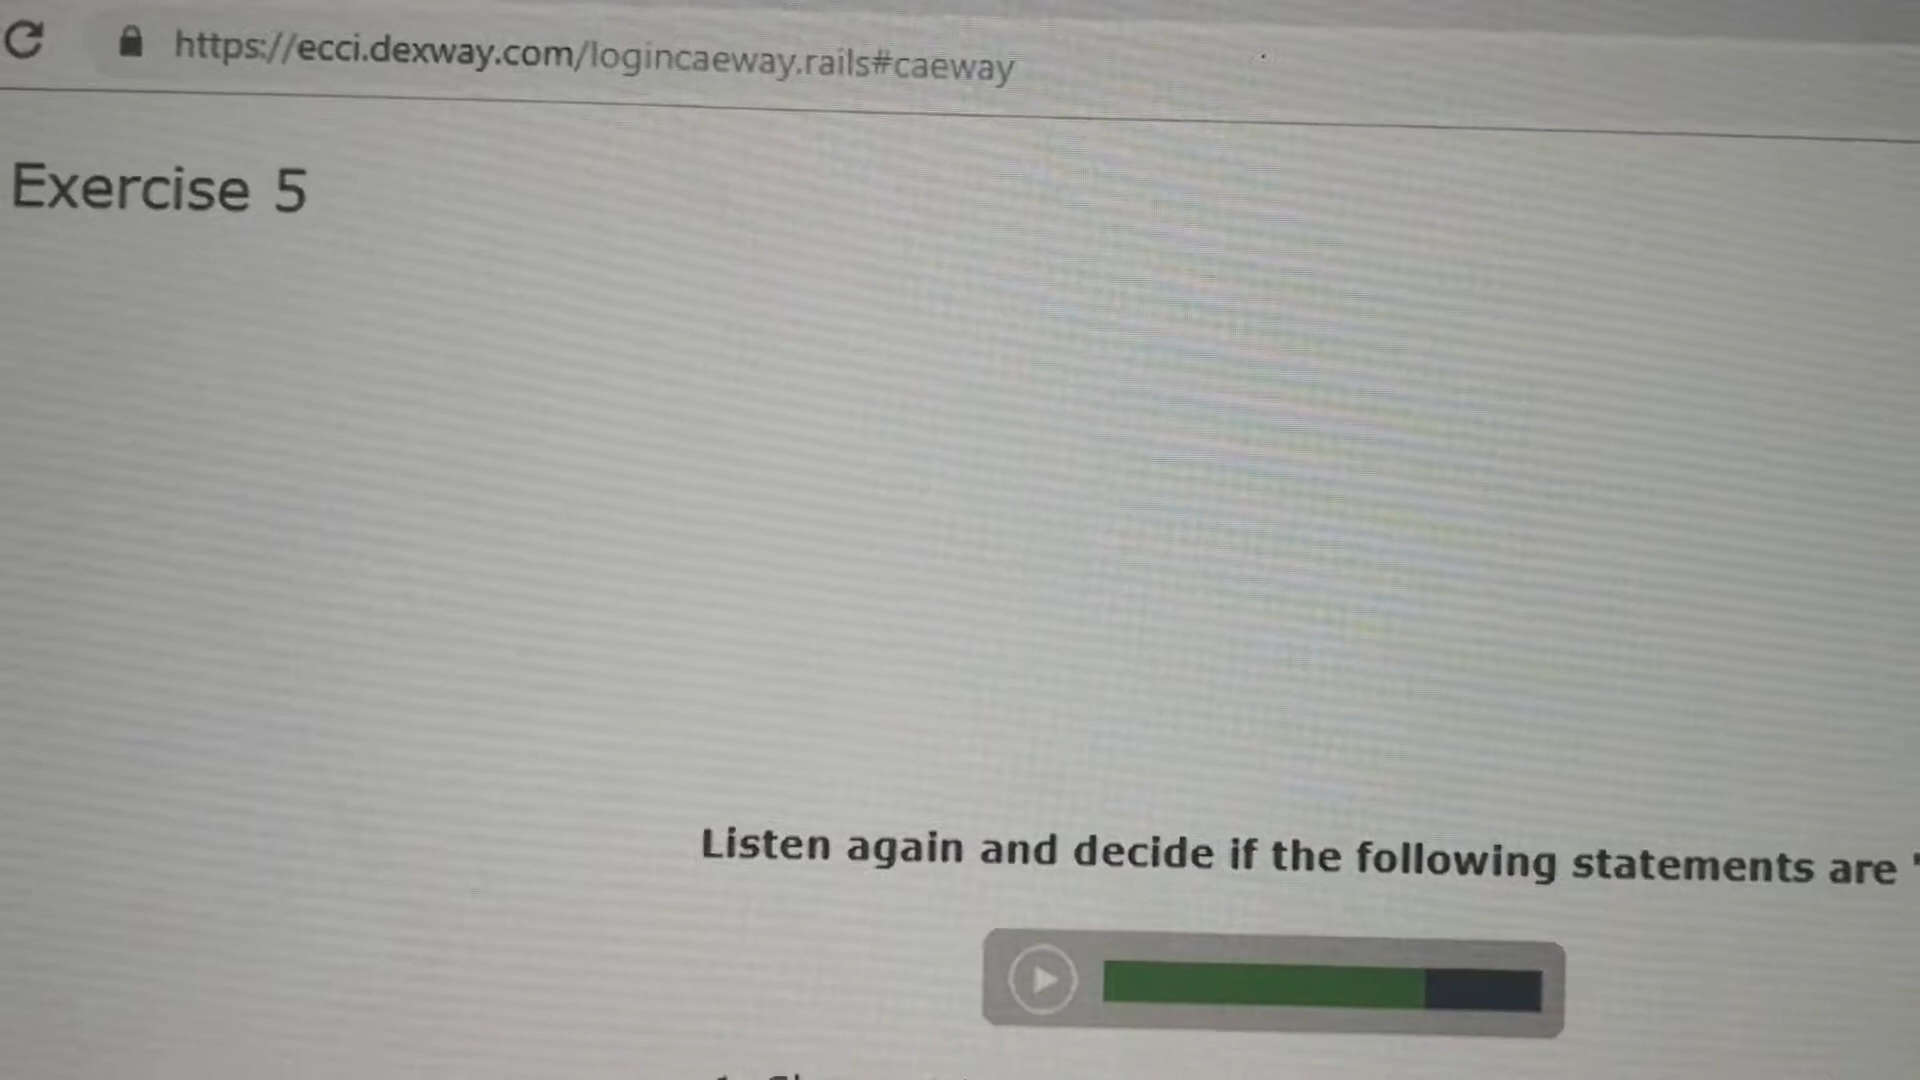 https://ecci.dexway.com/logincaeway.rails#caeway
Exercise 5
Listen again and decide if the following statements are